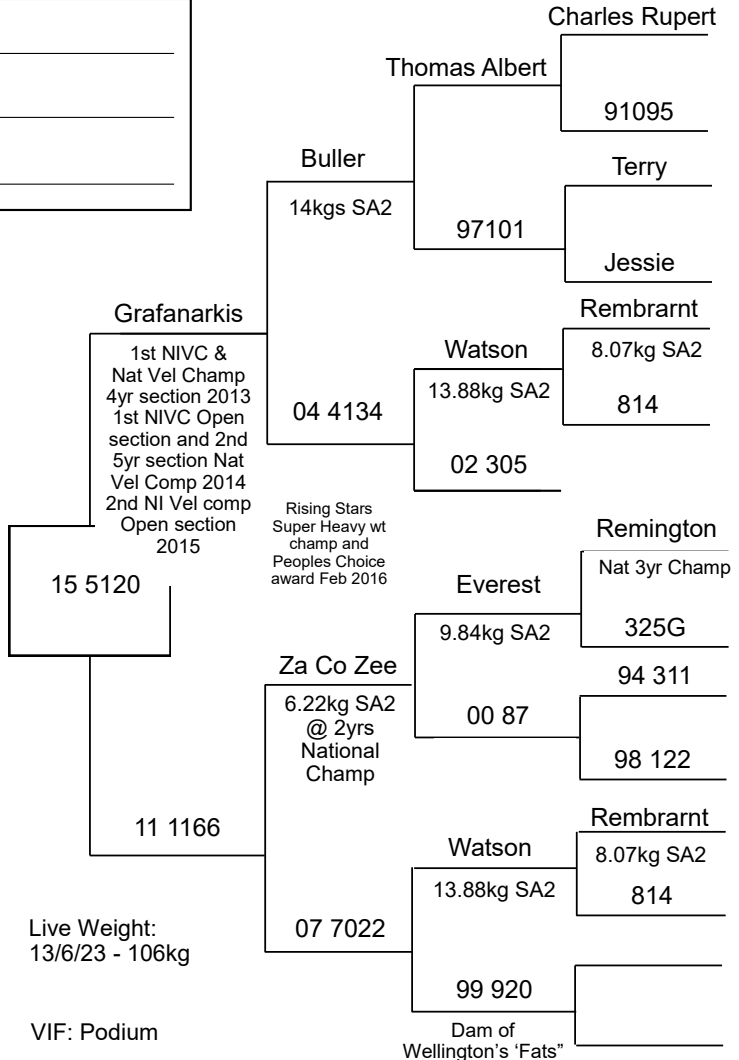 Charles Rupert
Thomas Albert
91095
Buller
14kgs SA2
Terry
97101
Jessie
Grafanarkis
1st NIVC &
Nat Vel Champ
4yr section 2013
1st NIVC Open
section and 2nd
5yr section Nat
Vel Comp 2014
2nd NI Vel comp
Open section
2015
Rembrarnt
8.07kg SA2
Watson
13.88kg SA2
814
04 4134
02 305
Rising Stars
Super Heavy wt
champ and
Peoples Choice
award Feb 2016
15 5120
Remington
Nat 3yr Champ
Everest
9.84kg SA2
325G
Za Co Zee
6.22kg SA2
@ 2yrs
National
Champ
94 311
00 87
98 122
11 1166
Rembrarnt
8.07kg SA2
Watson
13.88kg SA2
814
07 7022
Live Weight:
13/6/23 - 106kg
99 920
Dam of
Wellington's ‘Fats”
VIF: Podium